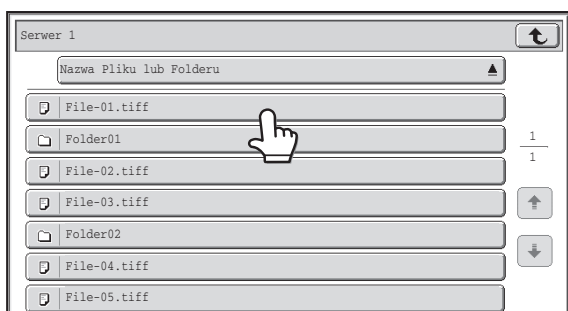 Serwer 1
Nazwa Pliku lub Folderu
File-01.tiff
Folder01
File-02.tiff
File-03.tiff
Folder02
File-04.tiff
File-05.tiff
1
1